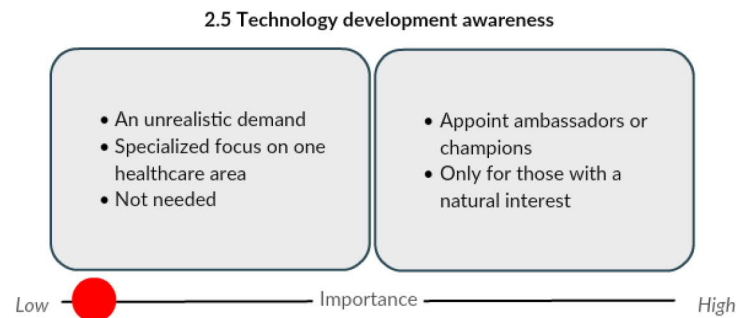 2.5 Technology development awareness
• An unrealistic demand
• Specialized focus on one
healthcare area
• Not needed
• Appoint ambassadors or
champions
• Only for those with a
natural interest
Low Importance High